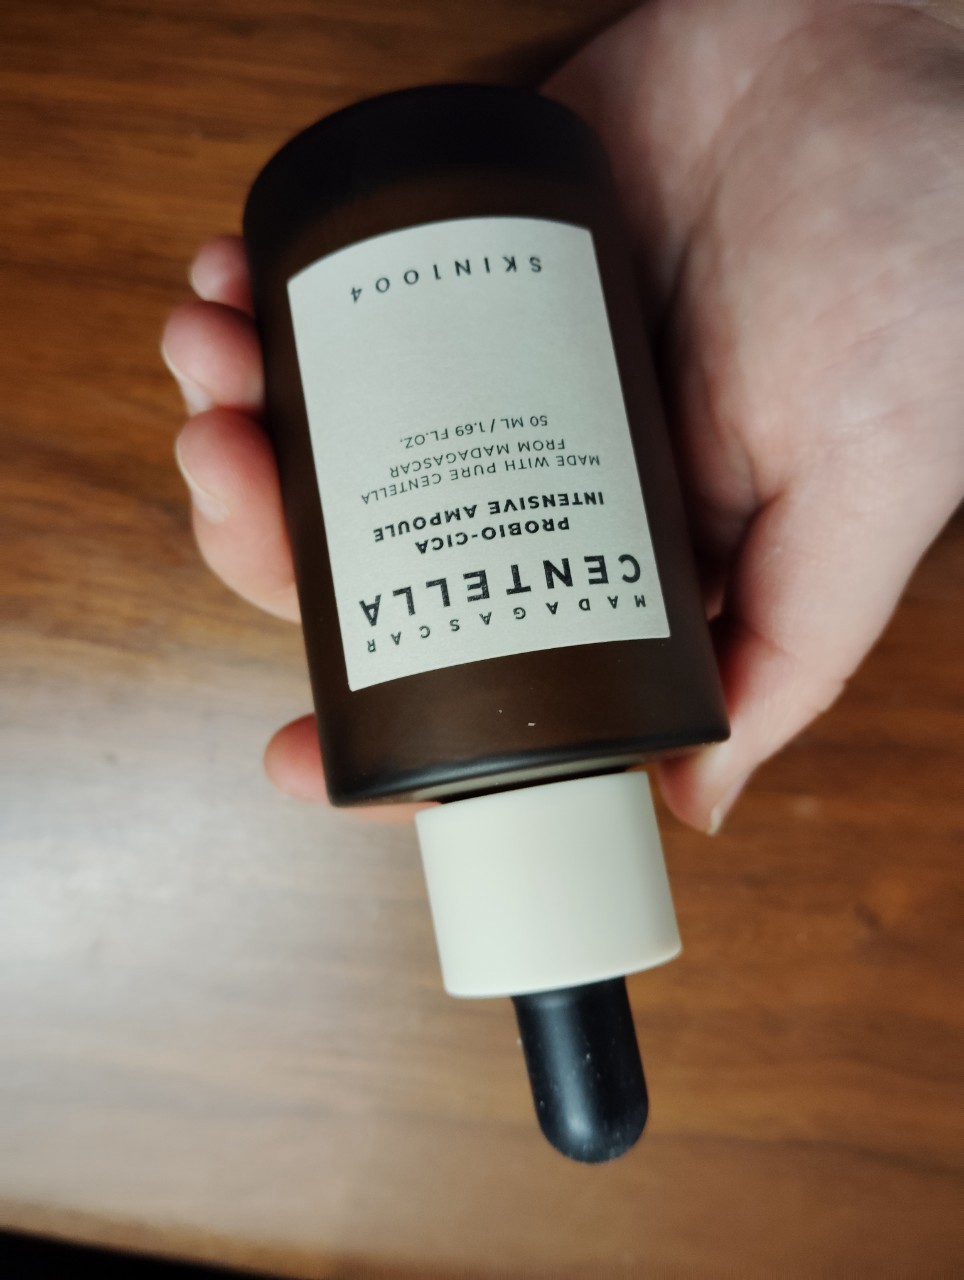 MADAGASCAR
CENTELLA
PROBIO-CICA
INTENSIVE AMPOULE
MADE WITH PURE CENTELLA
FROM MADAGASCAR
50 ML / 1.69 FL.OZ.
SKIN1004